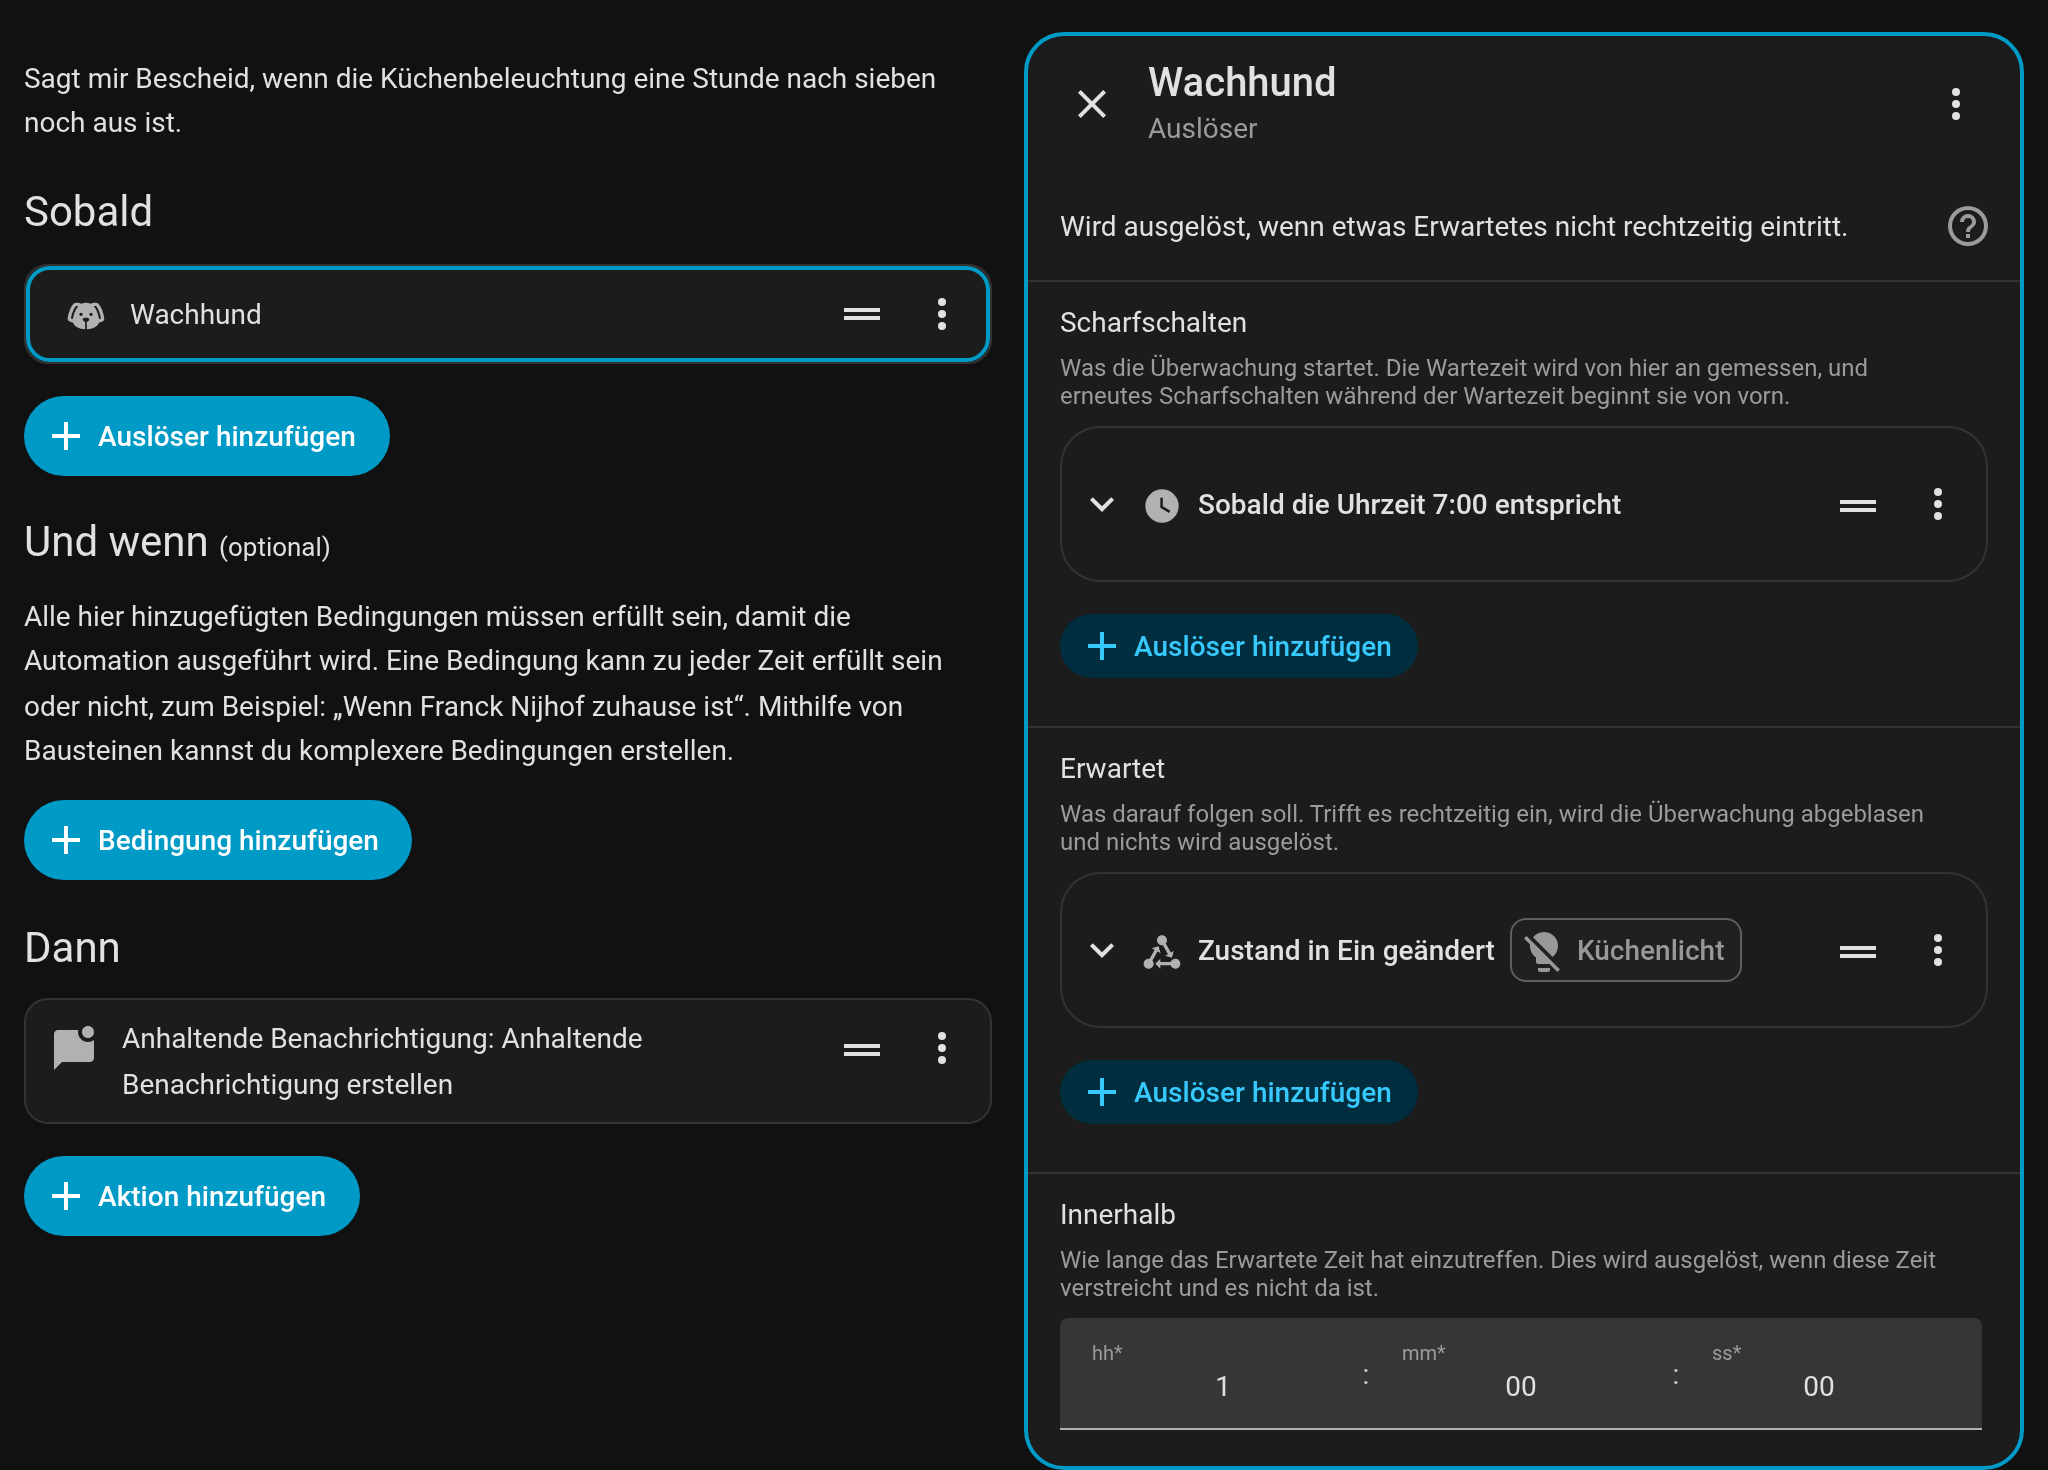 Sagt mir Bescheid, wenn die Küchenbeleuchtung eine Stunde nach sieben
noch aus ist.
Sobald
Wachhund
Auslöser hinzufügen
Und wenn (optional)
Alle hier hinzugefügten Bedingungen müssen erfüllt sein, damit die
Automation ausgeführt wird. Eine Bedingung kann zu jeder Zeit erfüllt sein
oder nicht, zum Beispiel: „Wenn Franck Nijhof zuhause ist“. Mithilfe von
Bausteinen kannst du komplexere Bedingungen erstellen.
Bedingung hinzufügen
Dann
Anhaltende Benachrichtigung: Anhaltende
Benachrichtigung erstellen
Aktion hinzufügen
Wachhund
Auslöser
Wird ausgelöst, wenn etwas Erwartetes nicht rechtzeitig eintritt.
Scharfschalten
Was die Überwachung startet. Die Wartezeit wird von hier an gemessen, und
erneutes Scharfschalten während der Wartezeit beginnt sie von vorn.
Sobald die Uhrzeit 7:00 entspricht
Auslöser hinzufügen
Erwartet
Was darauf folgen soll. Trifft es rechtzeitig ein, wird die Überwachung abgeblasen
und nichts wird ausgelöst.
Zustand in Ein geändert Küchenlicht
Auslöser hinzufügen
Innerhalb
Wie lange das Erwartete Zeit hat einzutreffen. Dies wird ausgelöst, wenn diese Zeit
verstreicht und es nicht da ist.
hh* mm* ss*
1 : 00 : 00